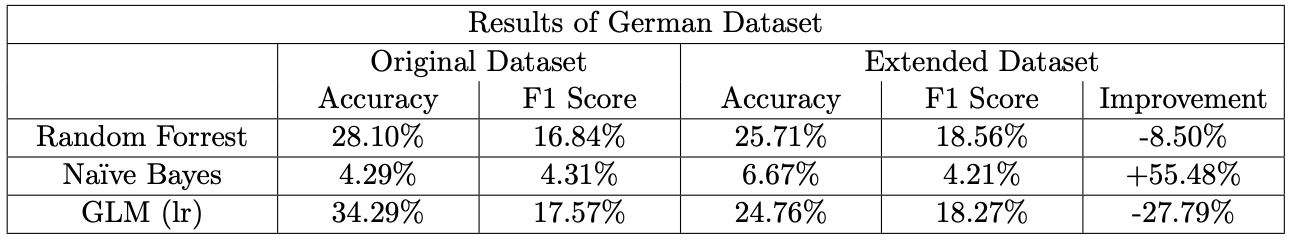 Results of German Dataset
Original Dataset Extended Dataset
Accuracy F1 Score Accuracy F1 Score Improvement
Random Forrest 28.10% 16.84% 25.71% 18.56% -8.50%
Naïve Bayes 4.29% 4.31% 6.67% 4.21% +55.48%
GLM (lr) 34.29% 17.57% 24.76% 18.27% -27.79%